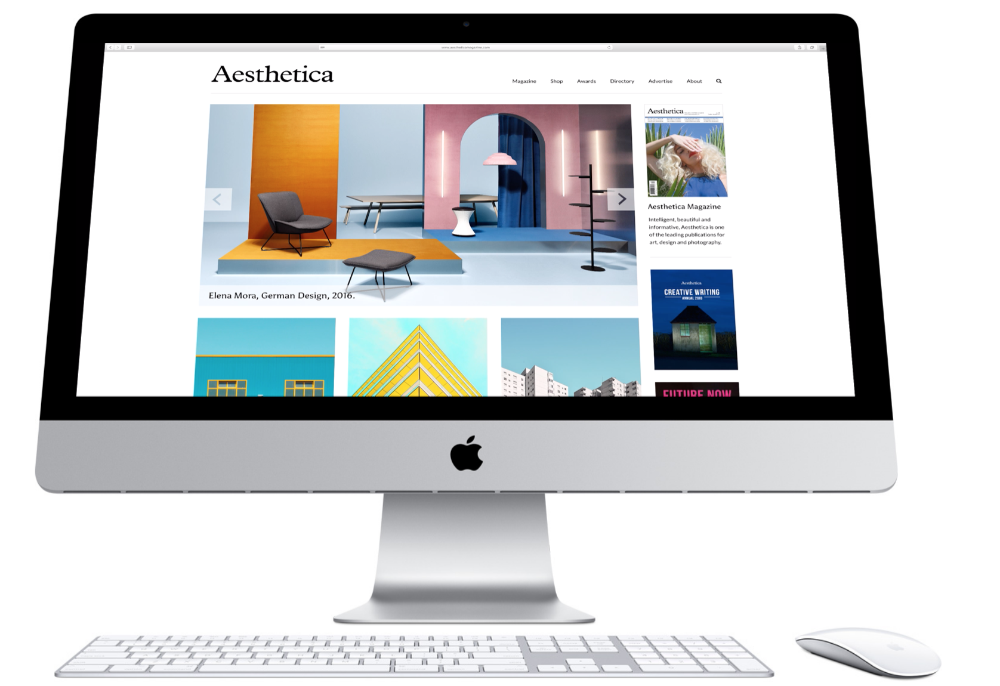 www.aestheticamagazine.com
Aesthetica
Magazine Shop Awards Directory Advertise About
Aesthetica
Aesthetica Magazine
Intelligent, beautiful and
informative, Aesthetica is one
of the leading publications for
art, design and photography.
Elena Mora, German Design, 2016.
Aesthetica
CREATIVE WRITING
ANNUAL 2016
FUTURE NOW